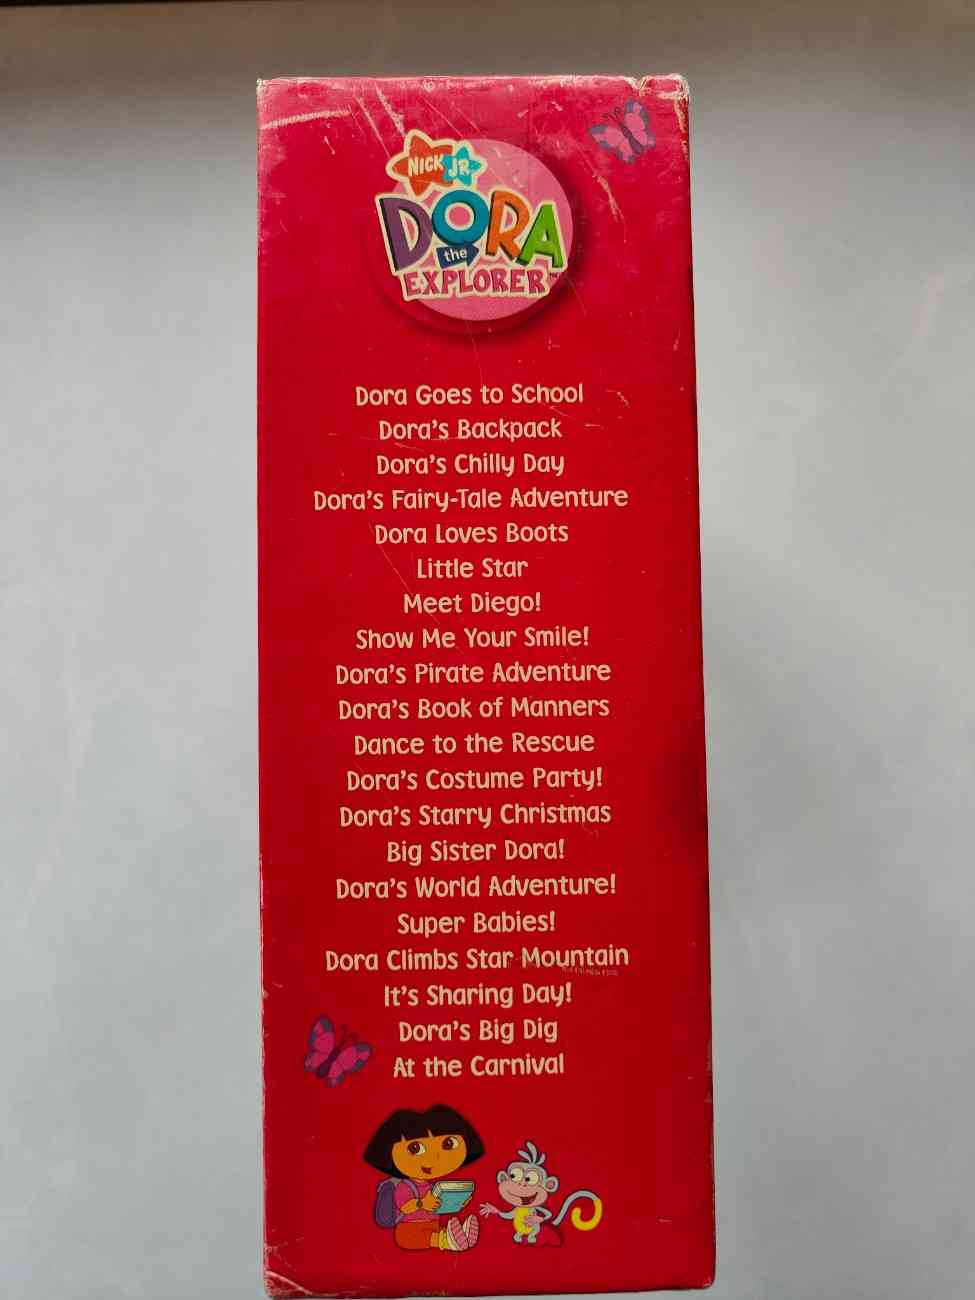 NICK JR.
DORA
the
EXPLORER™
Dora Goes to School
Dora's Backpack
Dora's Chilly Day
Dora's Fairy-Tale Adventure
Dora Loves Boots
Little Star
Meet Diego!
Show Me Your Smile!
Dora's Pirate Adventure
Dora's Book of Manners
Dance to the Rescue
Dora's Costume Party!
Dora's Starry Christmas
Big Sister Dora!
Dora's World Adventure!
Super Babies!
Dora Climbs Star Mountain
It's Sharing Day!
Dora's Big Dig
At the Carnival